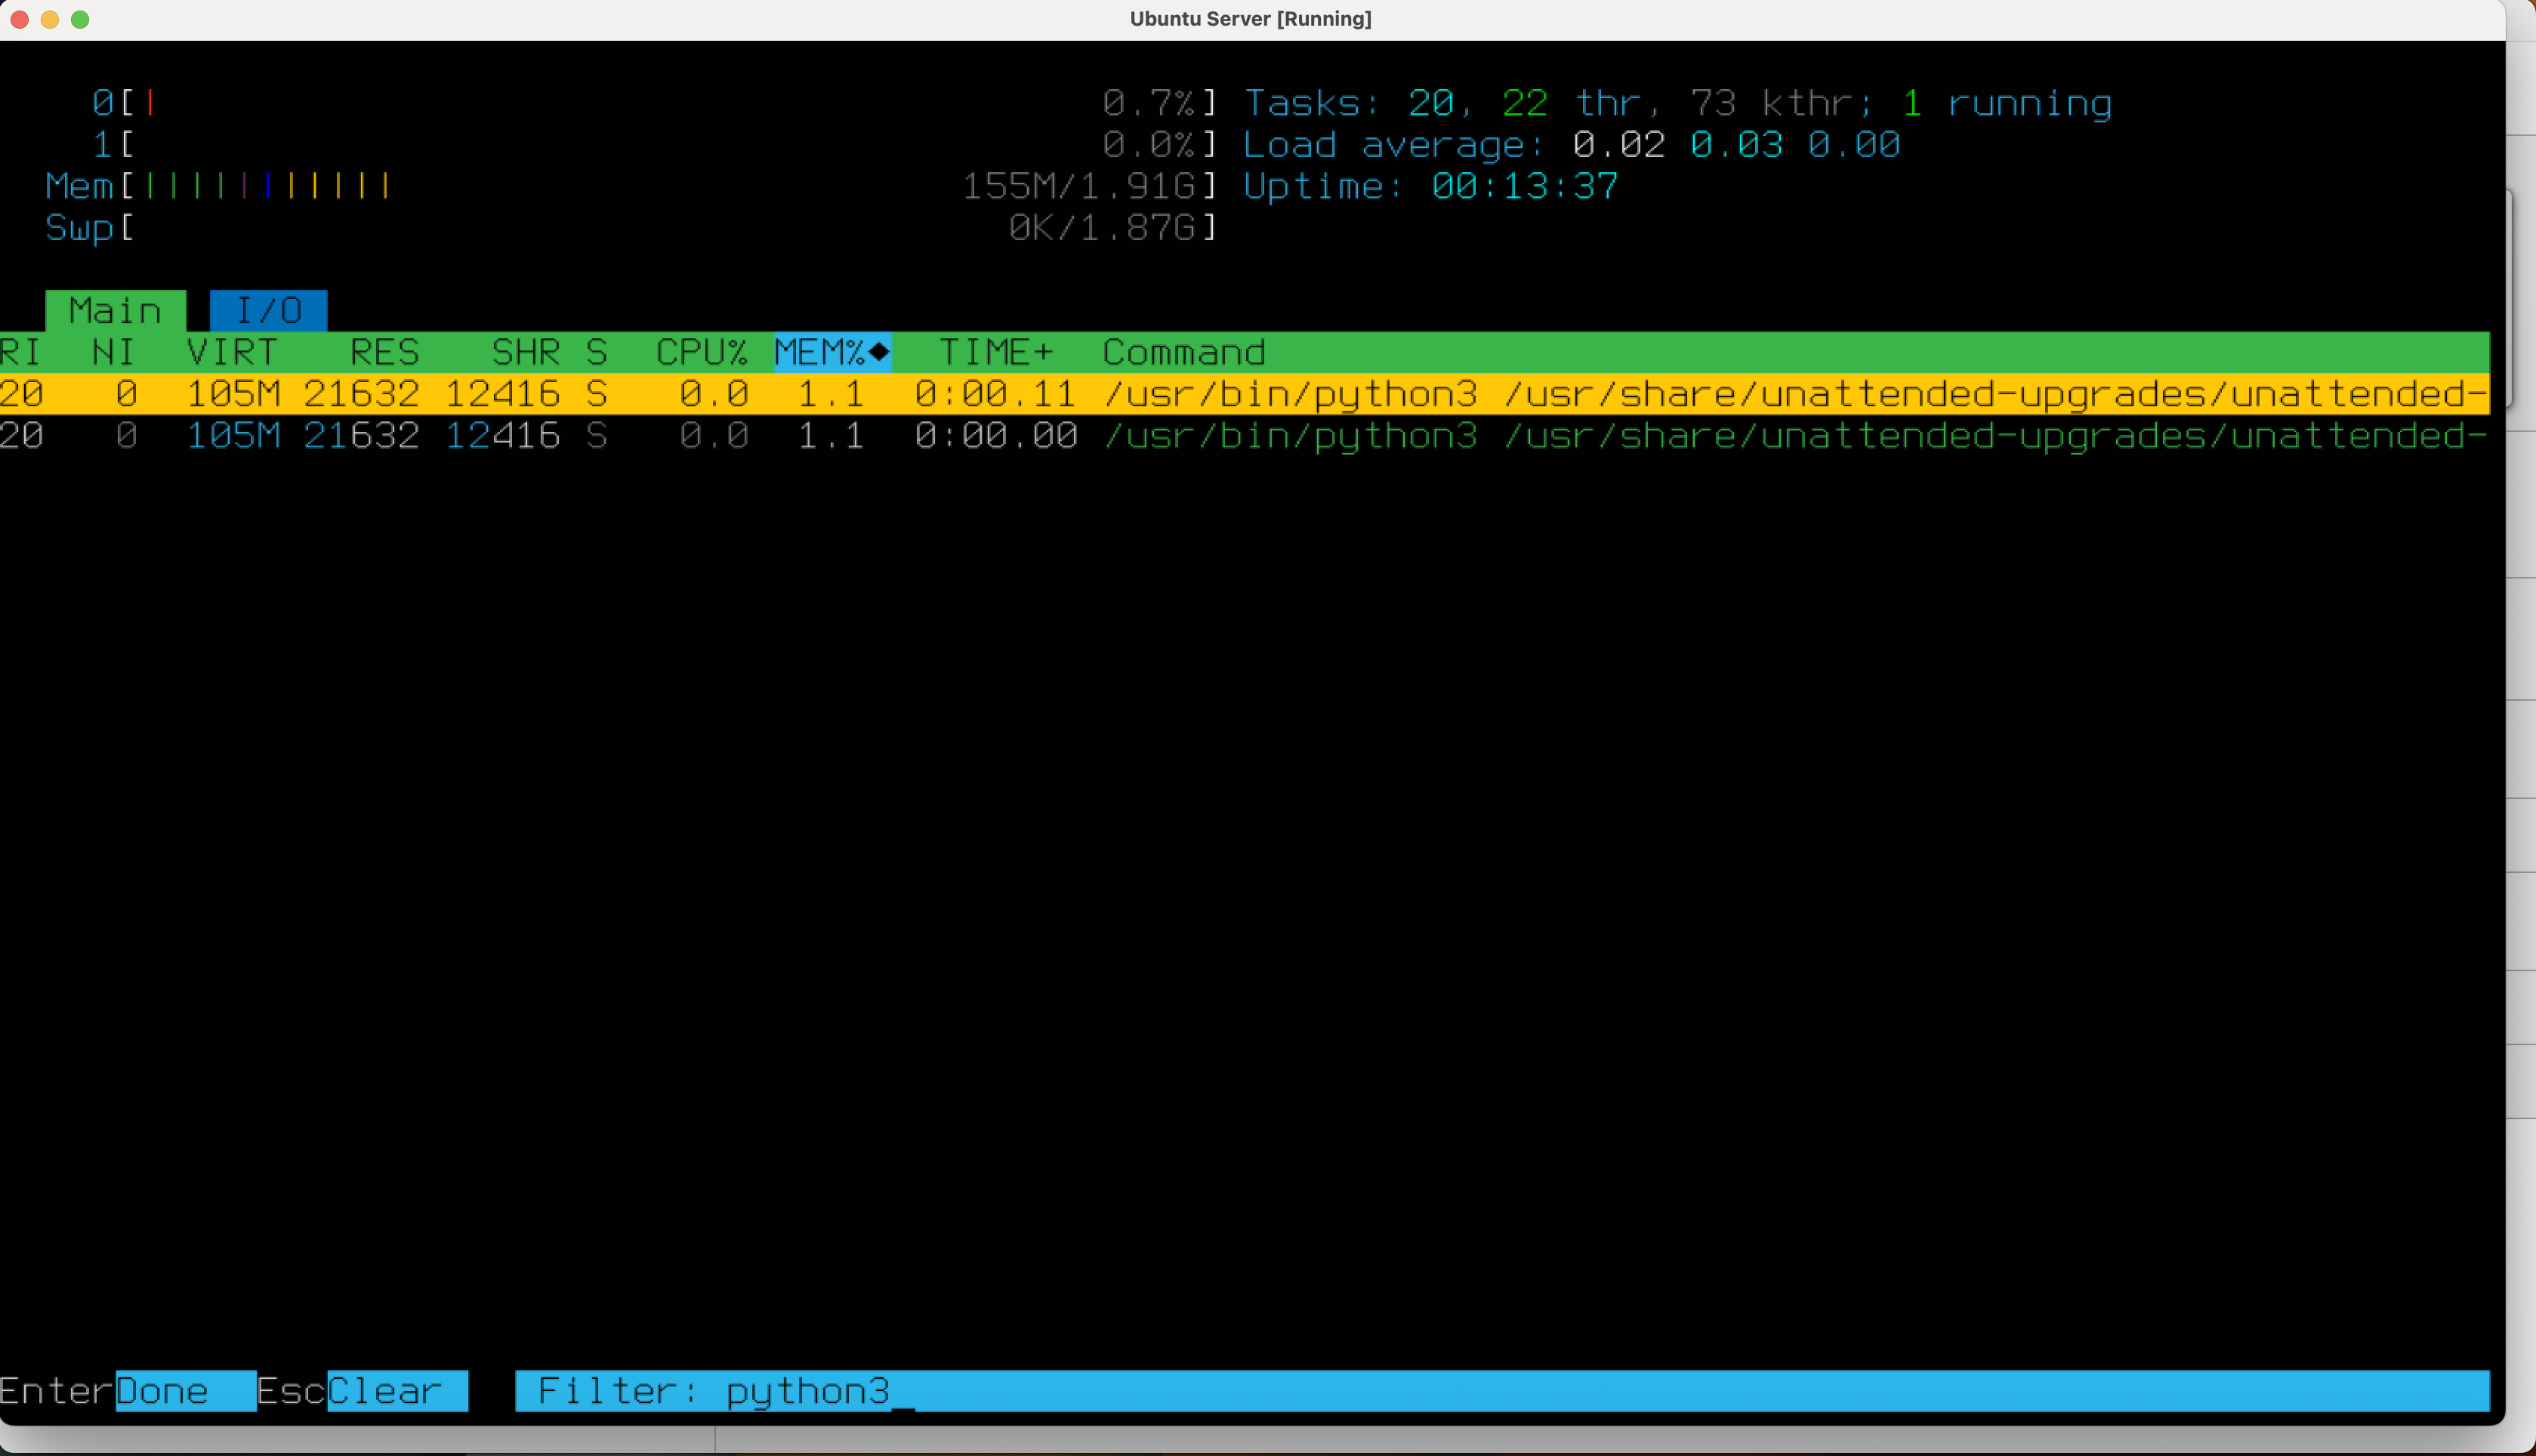 Ubuntu Server [Running]
0[| 0.7%] Tasks: 20, 22 thr, 73 kthr; 1 running
1[ 0.0%] Load average: 0.02 0.03 0.00
Mem[||||||||||| 155M/1.91G] Uptime: 00:13:37
Swp[ 0K/1.87G]
Main I/O
RI NI VIRT RES SHR S CPU% MEM%◆ TIME+ Command
20 0 105M 21632 12416 S 0.0 1.1 0:00.11 /usr/bin/python3 /usr/share/unattended-upgrades/unattended-
20 0 105M 21632 12416 S 0.0 1.1 0:00.00 /usr/bin/python3 /usr/share/unattended-upgrades/unattended-
EnterDone EscClear Filter: python3_